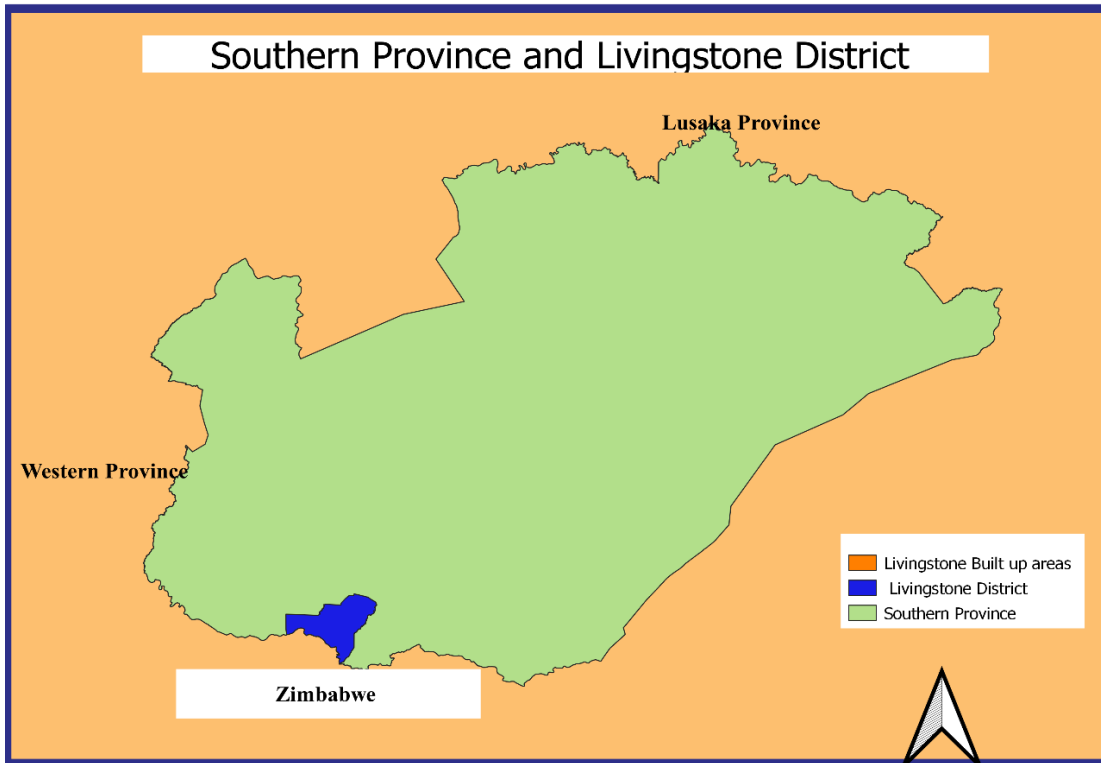 Southern Province and Livingstone District
Lusaka Province
Western Province
Livingstone Built up areas
Livingstone District
Southern Province
Zimbabwe